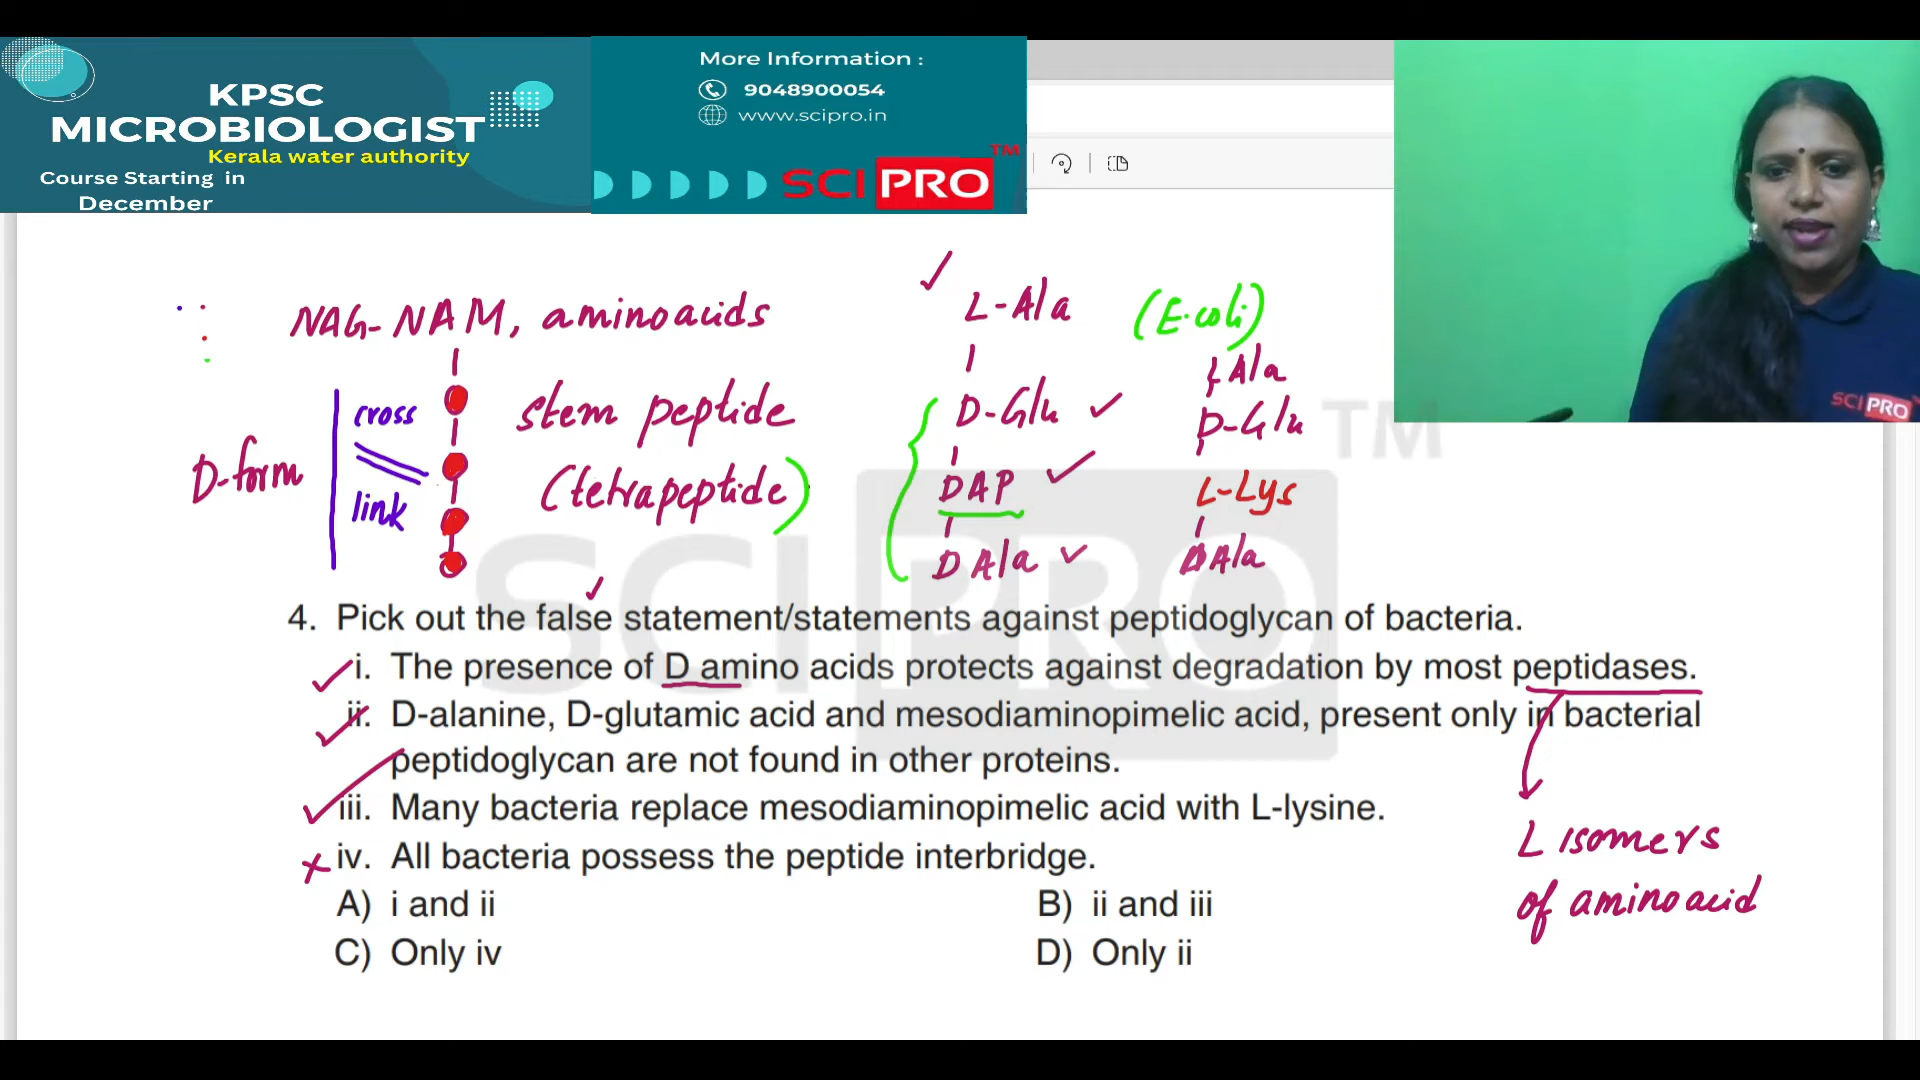 KPSC
MICROBIOLOGIST
Kerala water authority
Course Starting in
December
More Information :
9048900054
www.scipro.in
SCIPRO TM
SCIPRO
NAG-NAM, aminoacids
stem peptide
(tetrapeptide)
D-form
cross
link
L-Ala
D-Glu
DAP
D Ala
(E.coli)
Ala
D-Glu
L-Lys
DAla
SCIPRO TM
4. Pick out the false statement/statements against peptidoglycan of bacteria.
i. The presence of D amino acids protects against degradation by most peptidases.
ii. D-alanine, D-glutamic acid and mesodiaminopimelic acid, present only in bacterial
peptidoglycan are not found in other proteins.
iii. Many bacteria replace mesodiaminopimelic acid with L-lysine.
iv. All bacteria possess the peptide interbridge.
A) i and ii
B) ii and iii
C) Only iv
D) Only ii
L isomers
of aminoacid